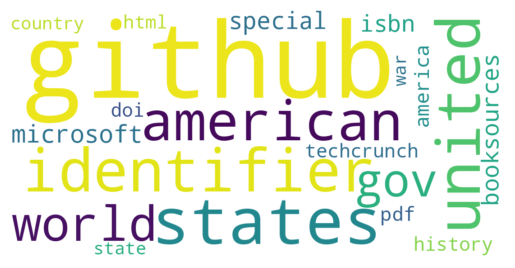 country html special isbn
github
united
war
america
booksources
doi
american
microsoft
techcrunch
identifier
gov
world
states
pdf
state
history